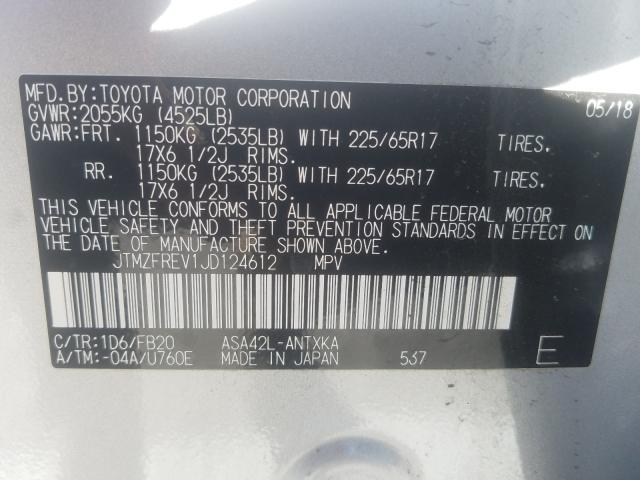 MFD.BY:TOYOTA MOTOR CORPORATION 05/18
GVWR:2055KG (4525LB)
GAWR:FRT. 1150KG (2535LB) WITH 225/65R17 TIRES.
17X6 1/2J RIMS.
RR. 1150KG (2535LB) WITH 225/65R17 TIRES.
17X6 1/2J RIMS.
THIS VEHICLE CONFORMS TO ALL APPLICABLE FEDERAL MOTOR
VEHICLE SAFETY AND THEFT PREVENTION STANDARDS IN EFFECT ON
THE DATE OF MANUFACTURE SHOWN ABOVE.
JTMZFREV1JD124612 MPV
C/TR:1D6/FB20 ASA42L-ANTXKA
A/TM:-04A/U760E MADE IN JAPAN 537 E